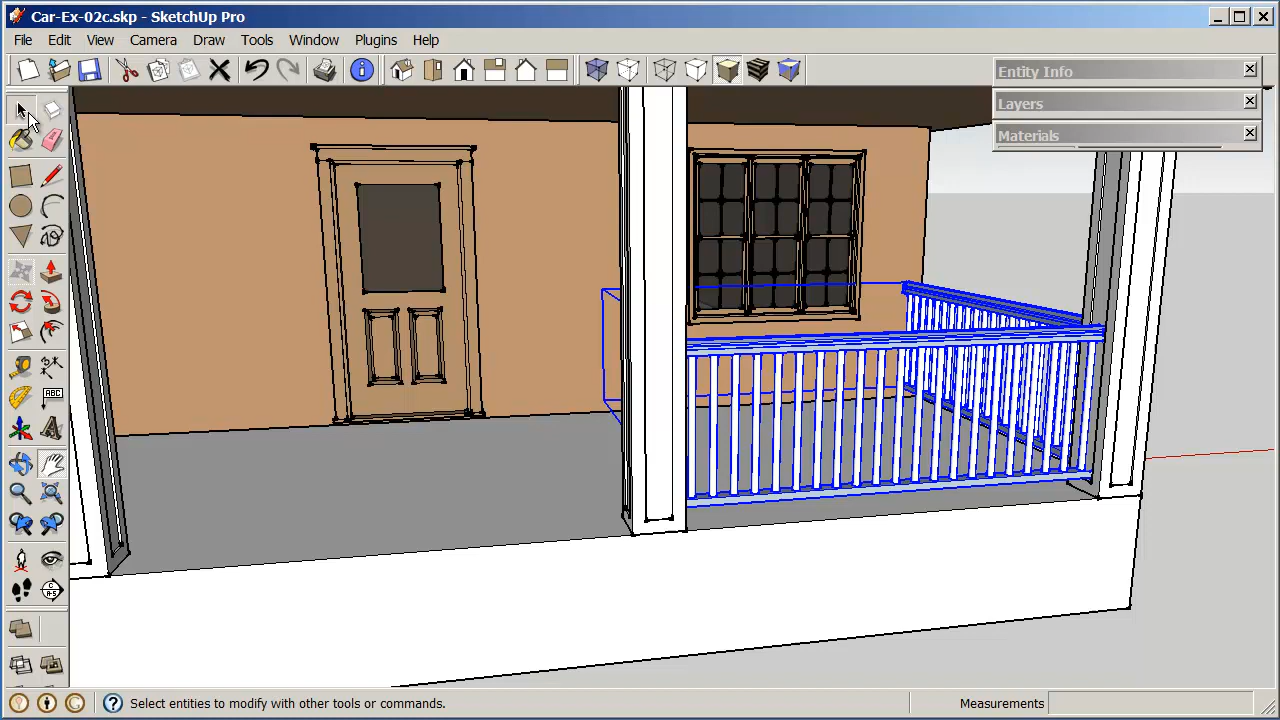 Car-Ex-02c.skp - SketchUp Pro
File Edit View Camera Draw Tools Window Plugins Help
Entity Info
Layers
Materials
ABC
Select entities to modify with other tools or commands.
Measurements